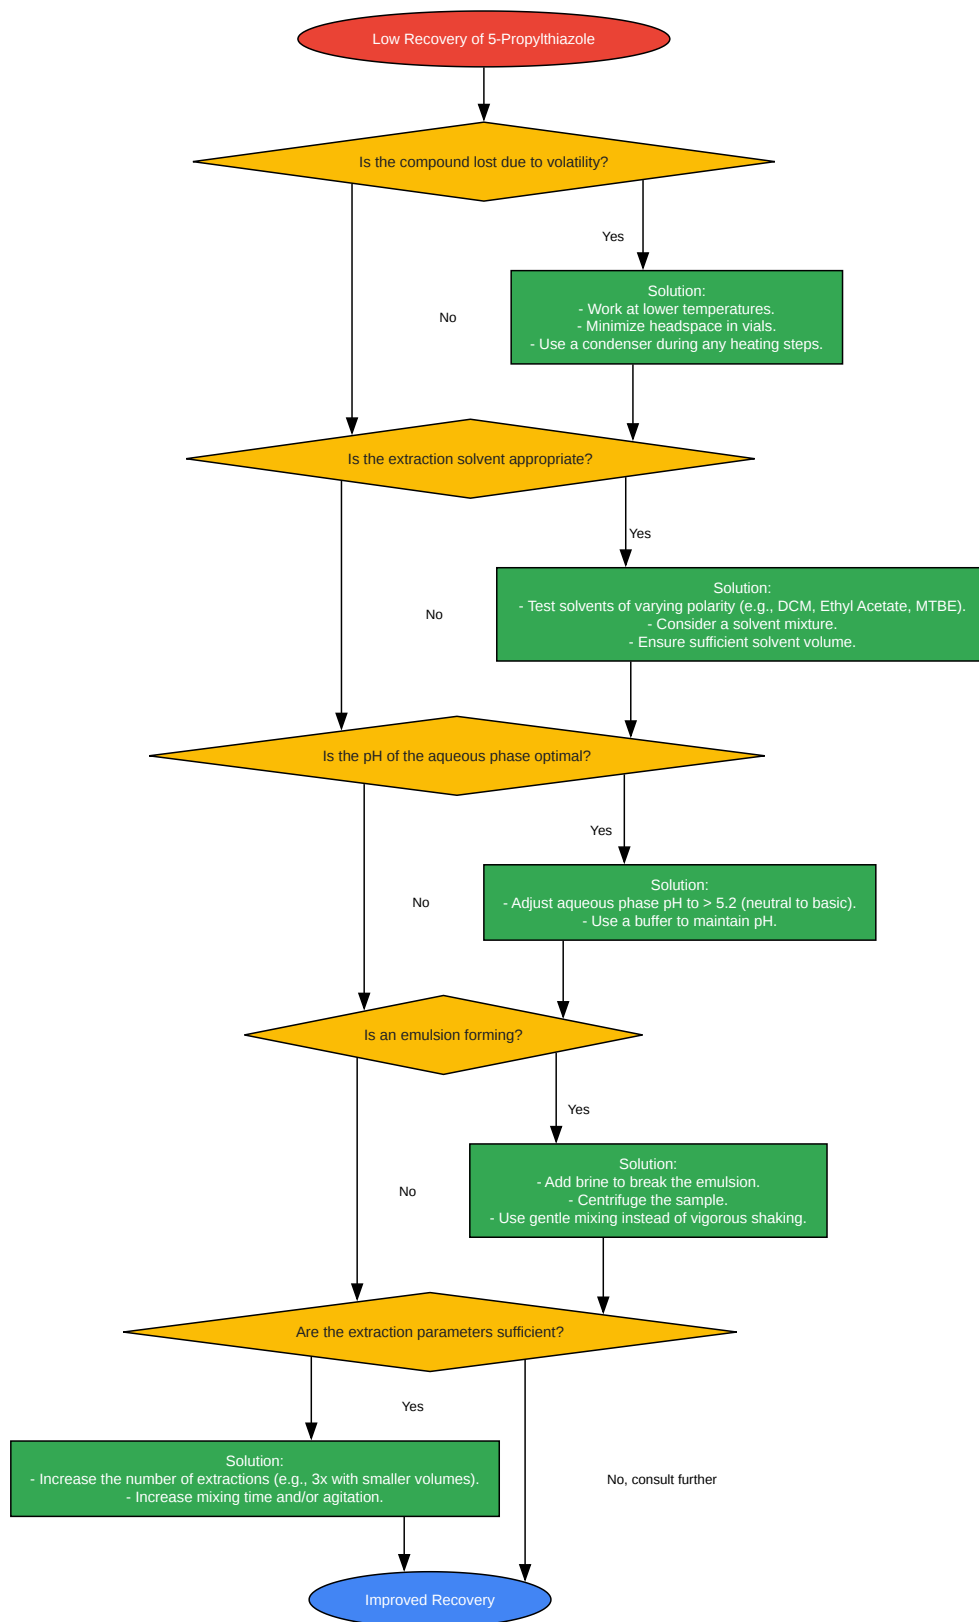 Low Recovery of 5-Propylthiazole
Is the compound lost due to volatility?
Yes
Solution:
- Work at lower temperatures.
- Minimize headspace in vials.
- Use a condenser during any heating steps.
No
Is the extraction solvent appropriate?
Yes
Solution:
- Test solvents of varying polarity (e.g., DCM, Ethyl Acetate, MTBE).
- Consider a solvent mixture.
- Ensure sufficient solvent volume.
No
Is the pH of the aqueous phase optimal?
Yes
Solution:
- Adjust aqueous phase pH to > 5.2 (neutral to basic).
- Use a buffer to maintain pH.
No
Is an emulsion forming?
Yes
Solution:
- Add brine to break the emulsion.
- Centrifuge the sample.
- Use gentle mixing instead of vigorous shaking.
No
Are the extraction parameters sufficient?
Yes
Solution:
- Increase the number of extractions (e.g., 3x with smaller volumes).
- Increase mixing time and/or agitation.
No, consult further
Improved Recovery